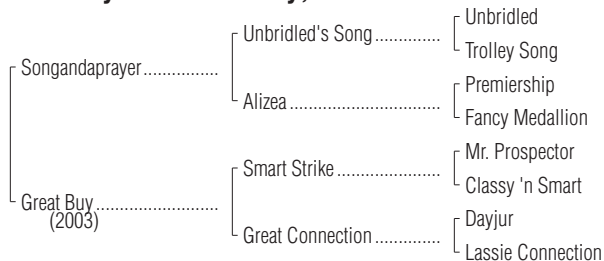 Unbridled
Unbridled's Song ...............
Trolley Song
Songandaprayer ...............
Premiership
Alizea .............................
Fancy Medallion
Mr. Prospector
Smart Strike ....................
Classy 'n Smart
Great Buy .......................
(2003)
Dayjur
Great Connection .............
Lassie Connection